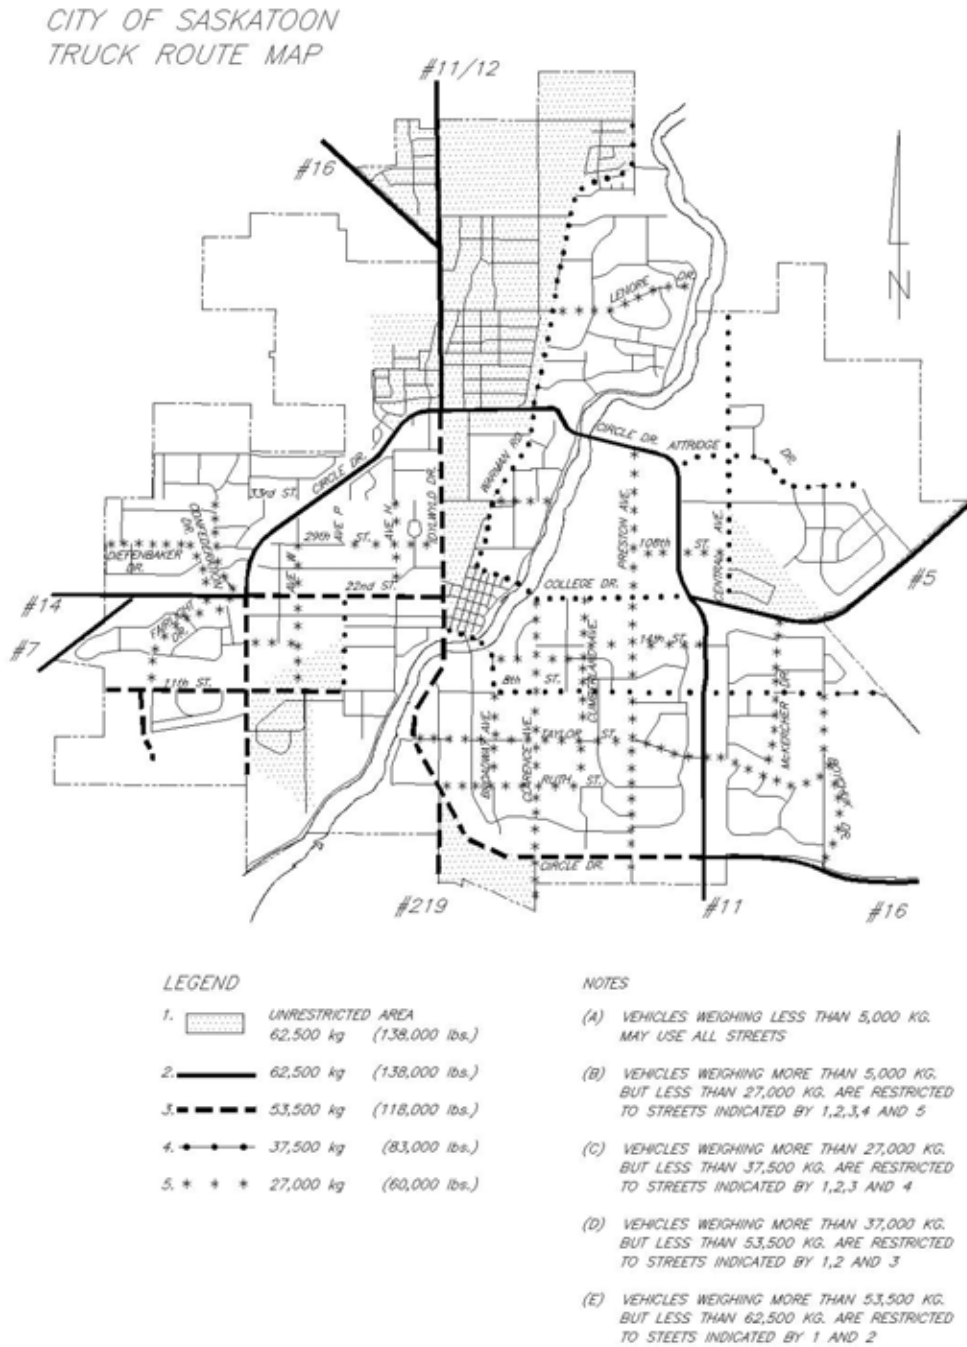 CITY OF SASKATOON
TRUCK ROUTE MAP
#11/12
#16
LENORE DR.
CIRCLE DR.
ATTRIDGE DR.
WARMAN RD.
IDYLWYLD DR.
CIRCLE DR.
33rd ST.
CONFEDERATION DR.
AVE P
AVE H
29th ST.
DIEFENBAKER DR.
AVE W
22nd ST.
PRESTON AVE.
108th ST.
CENTRAL AVE.
COLLEGE DR.
#5
#14
#7
FAIRLIGHT DR.
11th ST.
14th ST.
CUMBERLAND AVE.
8th ST.
McKERCHER DR.
BROADWAY AVE.
CLARENCE AVE.
TAYLOR ST.
RUTH ST.
DR.
CIRCLE DR.
#219
#11
#16
N
LEGEND
1. UNRESTRICTED AREA
62,500 kg (138,000 lbs.)
2. 62,500 kg (138,000 lbs.)
3. 53,500 kg (118,000 lbs.)
4. 37,500 kg (83,000 lbs.)
5. 27,000 kg (60,000 lbs.)
NOTES
(A) VEHICLES WEIGHING LESS THAN 5,000 KG.
MAY USE ALL STREETS
(B) VEHICLES WEIGHING MORE THAN 5,000 KG.
BUT LESS THAN 27,000 KG. ARE RESTRICTED
TO STREETS INDICATED BY 1,2,3,4 AND 5
(C) VEHICLES WEIGHING MORE THAN 27,000 KG.
BUT LESS THAN 37,500 KG. ARE RESTRICTED
TO STREETS INDICATED BY 1,2,3 AND 4
(D) VEHICLES WEIGHING MORE THAN 37,000 KG.
BUT LESS THAN 53,500 KG. ARE RESTRICTED
TO STREETS INDICATED BY 1,2 AND 3
(E) VEHICLES WEIGHING MORE THAN 53,500 KG.
BUT LESS THAN 62,500 KG. ARE RESTRICTED
TO STEETS INDICATED BY 1 AND 2